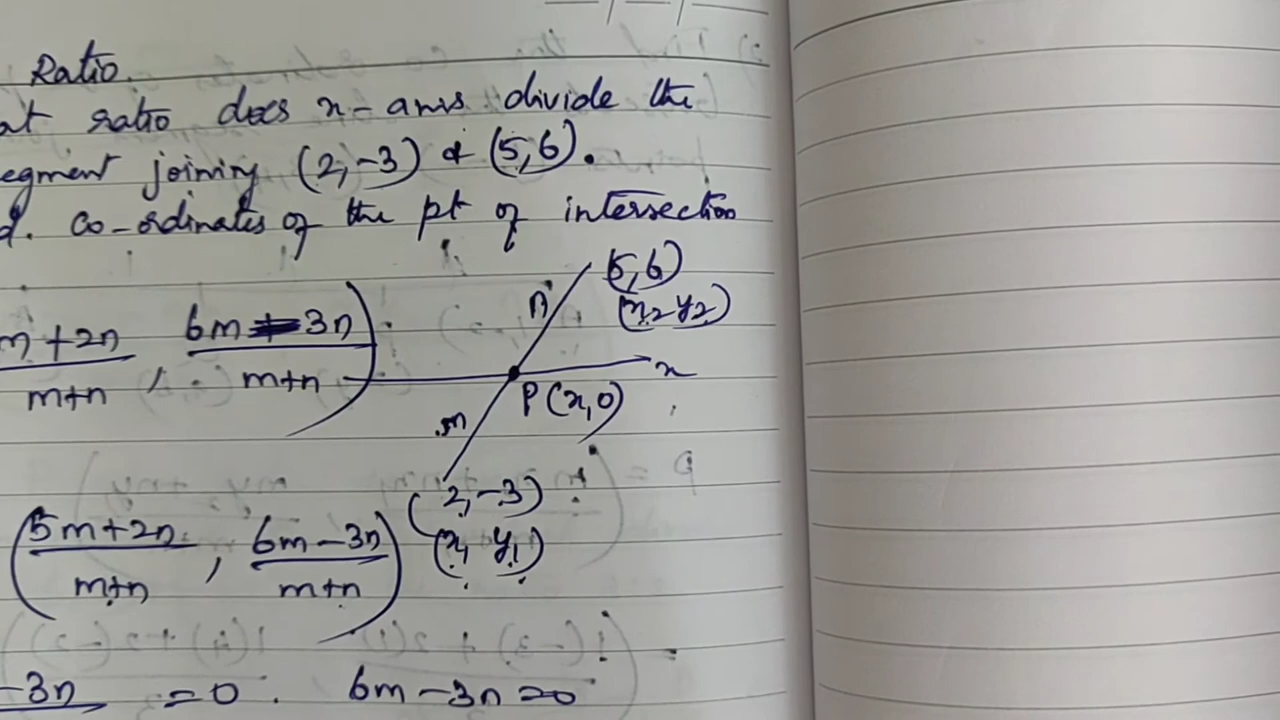 Ratio.
at ratio does x-axis divide the
egment joining (2,-3) & (5,6).
d. Co-ordinates of the pt of intersection
(5,6)
n
(x2 y2)
m+2n / m+n , 6m-3n / m+n )
x
P(x,0)
m
(2,-3)
(x1 y1)
(5m+2n / m+n , 6m-3n / m+n)
-3n =0. 6m-3n=0